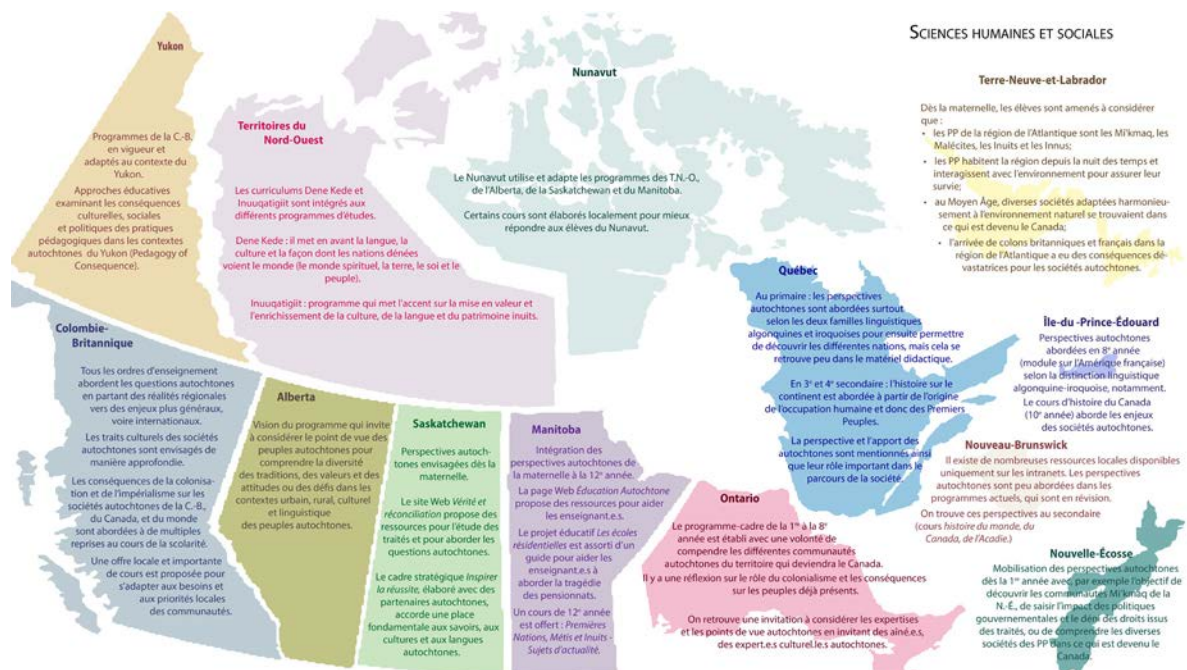 SCIENCES HUMAINES ET SOCIALES
Yukon
Programmes de la C.-B.
en vigueur et
adaptés au contexte du
Yukon.
Approches éducatives
examinant les conséquences
culturelles, sociales
et politiques des pratiques
pédagogiques dans les contextes
autochtones du Yukon (Pedagogy of
Consequence).
Territoires du
Nord-Ouest
Les curriculums Dene Kede et
Inuuqatigiit sont intégrés aux
différents programmes d'études.
Dene Kede : il met en avant la langue, la
culture et la façon dont les nations dénées
voient le monde (le monde spirituel, la terre, le soi et le
peuple).
Inuuqatigiit : programme qui met l'accent sur la mise en valeur et
l'enrichissement de la culture, de la langue et du patrimoine inuits.
Nunavut
Le Nunavut utilise et adapte les programmes des T.N.-O.,
de l'Alberta, de la Saskatchewan et du Manitoba.
Certains cours sont élaborés localement pour mieux
répondre aux élèves du Nunavut.
Terre-Neuve-et-Labrador
Dès la maternelle, les élèves sont amenés à considérer
que :
• les PP de la région de l'Atlantique sont les Mi'kmaq, les
Malécites, les Inuits et les Innus;
• les PP habitent la région depuis la nuit des temps et
interagissent avec l'environnement pour assurer leur
survie;
• au Moyen Âge, diverses sociétés adaptées harmonieu-
sement à l'environnement naturel se trouvaient dans
ce qui est devenu le Canada;
• l'arrivée de colons britanniques et français dans la
région de l'Atlantique a eu des conséquences dé-
vastatrices pour les sociétés autochtones.
Colombie-
Britannique
Tous les ordres d'enseignement
abordent les questions autochtones
en partant des réalités régionales
vers des enjeux plus généraux,
voire internationaux.
Les traits culturels des sociétés
autochtones sont envisagés de
manière approfondie.
Les conséquences de la colonisa-
tion et de l'impérialisme sur les
sociétés autochtones de la C.-B.,
du Canada, et du monde
sont abordées à de multiples
reprises au cours de la scolarité.
Une offre locale et importante
de cours est proposée pour
s'adapter aux besoins et
aux priorités locales
des communautés.
Alberta
Vision du programme qui invite
à considérer le point de vue des
peuples autochtones pour
comprendre la diversité
des traditions, des valeurs et des
attitudes ou des défis dans les
contextes urbain, rural, culturel
et linguistique
des peuples autochtones.
Saskatchewan
Perspectives autoch-
tones envisagées dès la
maternelle.
Le site Web Vérité et
réconciliation propose des
ressources pour l'étude des
traités et pour aborder les
questions autochtones.
Le cadre stratégique Inspirer
la réussite, élaboré avec des
partenaires autochtones,
accorde une place
fondamentale aux savoirs, aux
cultures et aux langues
autochtones.
Manitoba
Intégration des
perspectives autochtones de
la maternelle à la 12e année.
La page Web Éducation Autochtone
propose des ressources pour aider
les enseignant.e.s.
Le projet éducatif Les écoles
résidentielles est assorti d'un
guide pour aider les
enseignant.e.s à
aborder la tragédie
des pensionnats.
Un cours de 12e année
est offert : Premières
Nations, Métis et Inuits -
Sujets d'actualité.
Ontario
Le programme-cadre de la 1re à la 8e
année est établi avec une volonté de
comprendre les différentes communautés
autochtones du territoire qui deviendra le Canada.
Il y a une réflexion sur le rôle du colonialisme et les conséquences
sur les peuples déjà présents.
On retrouve une invitation à considérer les expertises
et les points de vue autochtones en invitant des aîné.e.s,
des expert.e.s culturel.le.s autochtones.
Québec
Au primaire : les perspectives
autochtones sont abordées surtout
selon les deux familles linguistiques
algonquines et iroquoises pour ensuite permettre
de découvrir les différentes nations, mais cela se
retrouve peu dans le matériel didactique.
En 3e et 4e secondaire : l'histoire sur le
continent est abordée à partir de l'origine
de l'occupation humaine et donc des Premiers
Peuples.
La perspective et l'apport des
autochtones sont mentionnés ainsi
que leur rôle important dans le
parcours de la société.
Île-du -Prince-Édouard
Perspectives autochtones
abordées en 8e année
(module sur l'Amérique française)
selon la distinction linguistique
algonquine-iroquoise, notamment.
Le cours d'histoire du Canada
(10e année) aborde les enjeux
des sociétés autochtones.
Nouveau-Brunswick
Il existe de nombreuses ressources locales disponibles
uniquement sur les intranets. Les perspectives
autochtones sont peu abordées dans les
programmes actuels, qui sont en révision.
On trouve ces perspectives au secondaire
(cours histoire du monde, du
Canada, de l'Acadie.)
Nouvelle-Écosse
Mobilisation des perspectives autochtones
dès la 1re année avec par exemple l'objectif de
découvrir les communautés Mi'kmaq de la
N.-É., de saisir l'impact des politiques
gouvernementales et le déni des droits issus
des traités, ou de comprendre les diverses
sociétés des PP dans ce qui est devenu le
Canada.